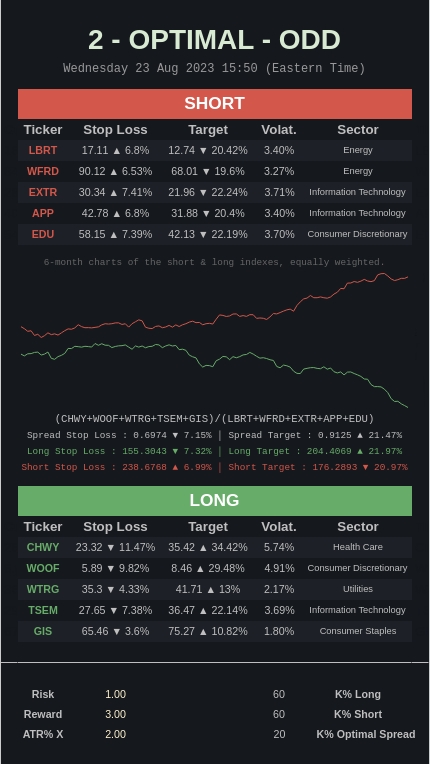 2 - OPTIMAL - ODD
Wednesday 23 Aug 2023 15:50 (Eastern Time)
SHORT
Ticker Stop Loss Target Volat. Sector
LBRT 17.11 ▲ 6.8% 12.74 ▼ 20.42% 3.40% Energy
WFRD 90.12 ▲ 6.53% 68.01 ▼ 19.6% 3.27% Energy
EXTR 30.34 ▲ 7.41% 21.96 ▼ 22.24% 3.71% Information Technology
APP 42.78 ▲ 6.8% 31.88 ▼ 20.4% 3.40% Information Technology
EDU 58.15 ▲ 7.39% 42.13 ▼ 22.19% 3.70% Consumer Discretionary
6-month charts of the short & long indexes, equally weighted.
(CHWY+WOOF+WTRG+TSEM+GIS)/(LBRT+WFRD+EXTR+APP+EDU)
Spread Stop Loss : 0.6974 ▼ 7.15% | Spread Target : 0.9125 ▲ 21.47%
Long Stop Loss : 155.3043 ▼ 7.32% | Long Target : 204.4069 ▲ 21.97%
Short Stop Loss : 238.6768 ▲ 6.99% | Short Target : 176.2893 ▼ 20.97%
LONG
Ticker Stop Loss Target Volat. Sector
CHWY 23.32 ▼ 11.47% 35.42 ▲ 34.42% 5.74% Health Care
WOOF 5.89 ▼ 9.82% 8.46 ▲ 29.48% 4.91% Consumer Discretionary
WTRG 35.3 ▼ 4.33% 41.71 ▲ 13% 2.17% Utilities
TSEM 27.65 ▼ 7.38% 36.47 ▲ 22.14% 3.69% Information Technology
GIS 65.46 ▼ 3.6% 75.27 ▲ 10.82% 1.80% Consumer Staples
Risk 1.00 60 K% Long
Reward 3.00 60 K% Short
ATR% X 2.00 20 K% Optimal Spread